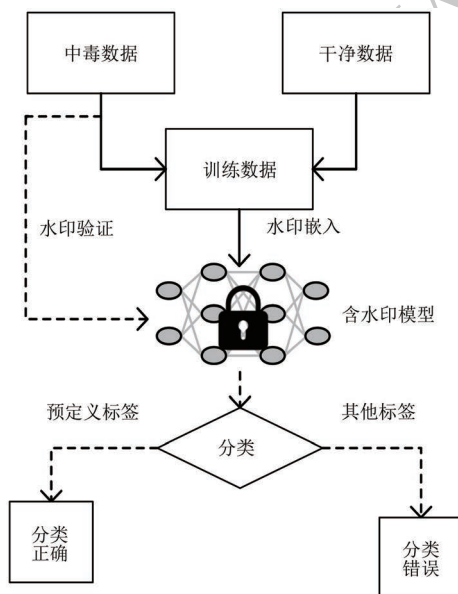 中毒数据
干净数据
训练数据
水印验证
水印嵌入
含水印模型
预定义标签
其他标签
分类
分类
正确
分类
错误